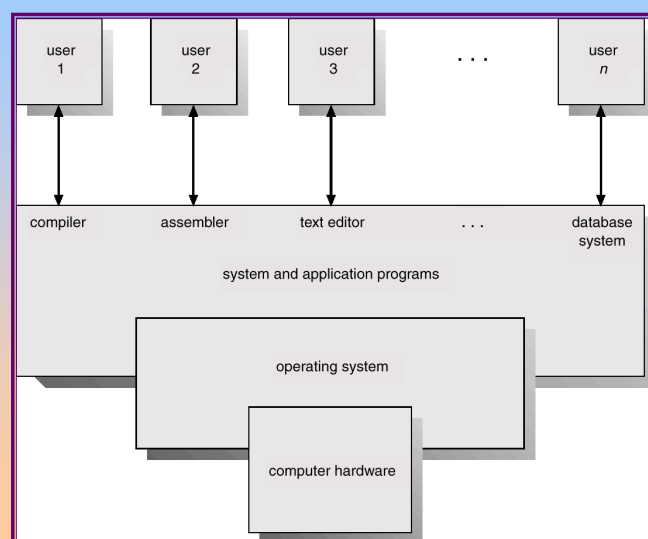 user
1
user
2
user
3
. . .
user
n
compiler
assembler
text editor
. . .
database
system
system and application programs
operating system
computer hardware